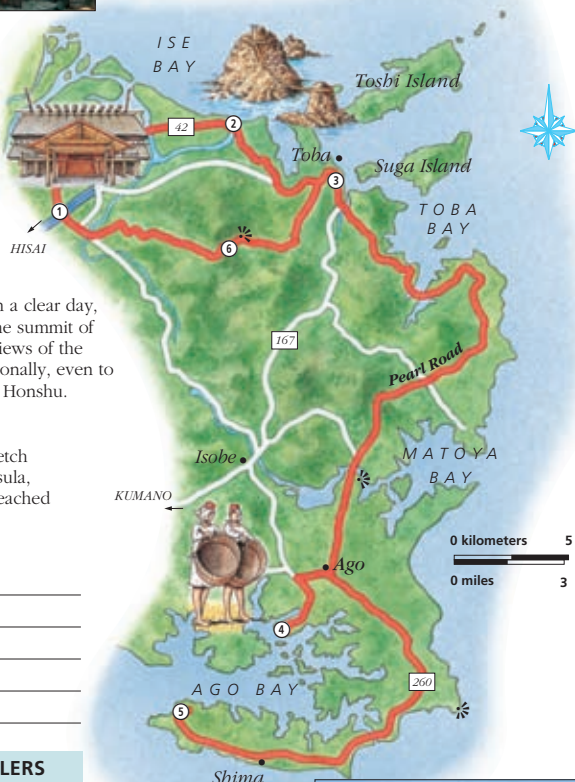 ISE
BAY
Toshi Island
42
2
Toba
3
Suga Island
1
TOBA
BAY
HISAI
6
n a clear day,
ne summit of
iews of the
onally, even to
Honshu.
167
Pearl Road
etch
sula,
eached
Isobe
MATOYA
BAY
KUMANO
0 kilometers 5
0 miles 3
Ago
4
AGO BAY
260
5
Shima
LERS